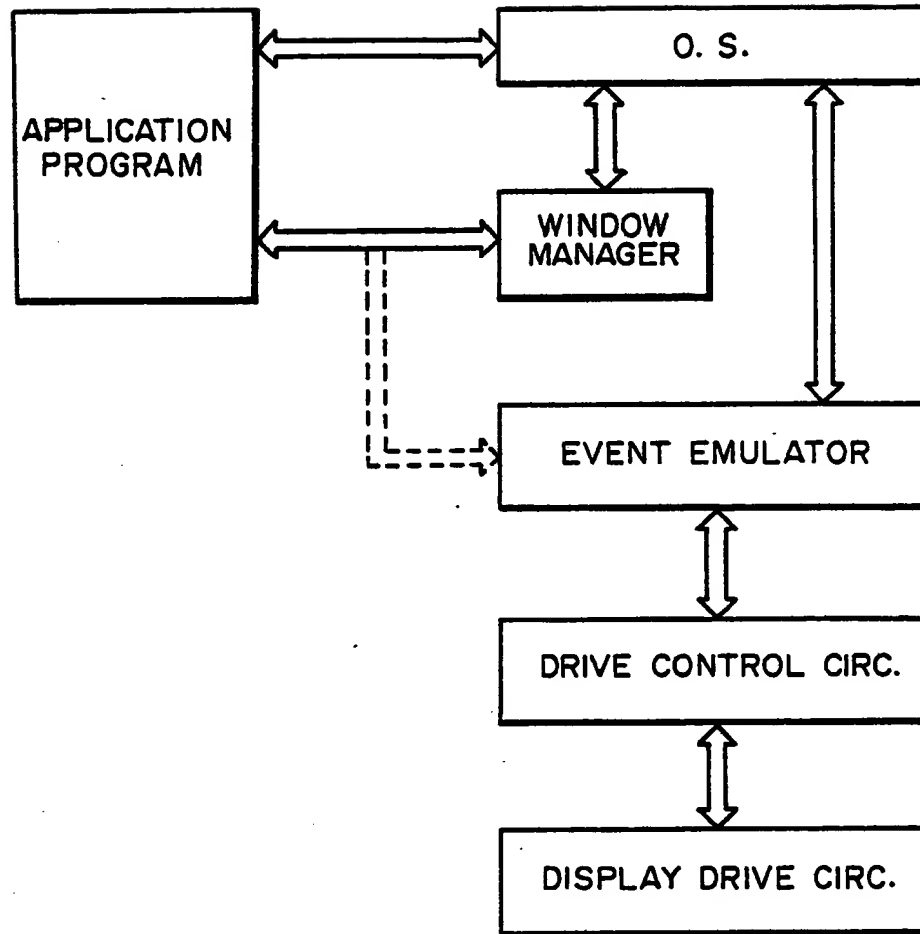 O. S.
APPLICATION
PROGRAM
WINDOW
MANAGER
EVENT EMULATOR
DRIVE CONTROL CIRC.
DISPLAY DRIVE CIRC.